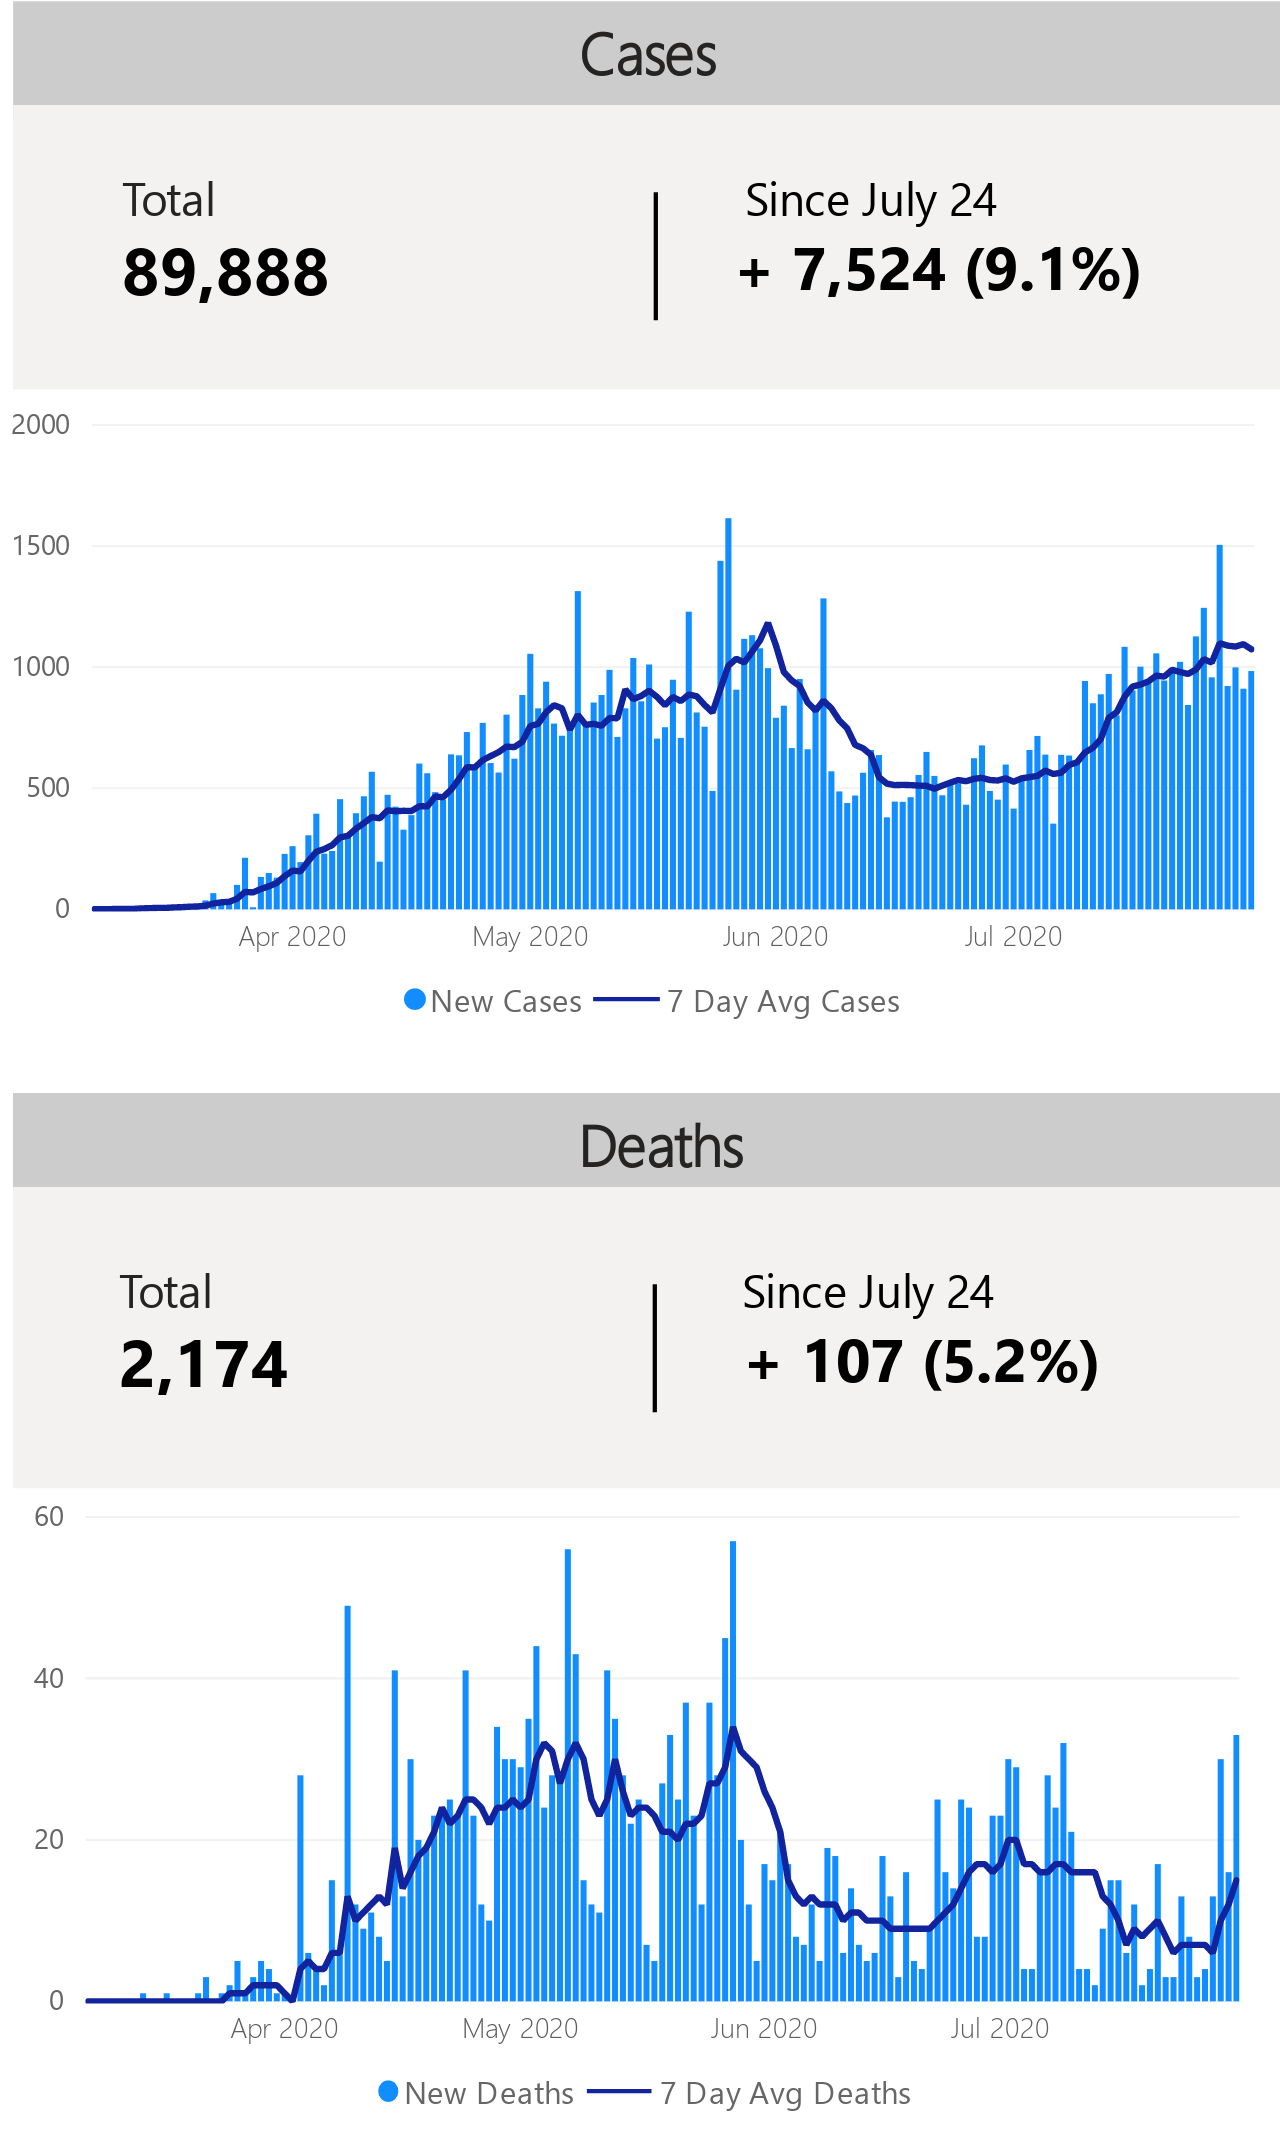 Cases
Total
Since July 24
89,888
+ 7,524 (9.1%)
2000
1500
1000
500
0
Apr 2020
May 2020
Jun 2020
Jul 2020
New Cases
7 Day Avg Cases
Deaths
Total
Since July 24
2,174
+ 107 (5.2%)
60
40
20
0
Apr 2020
May 2020
Jun 2020
Jul 2020
New Deaths
7 Day Avg Deaths